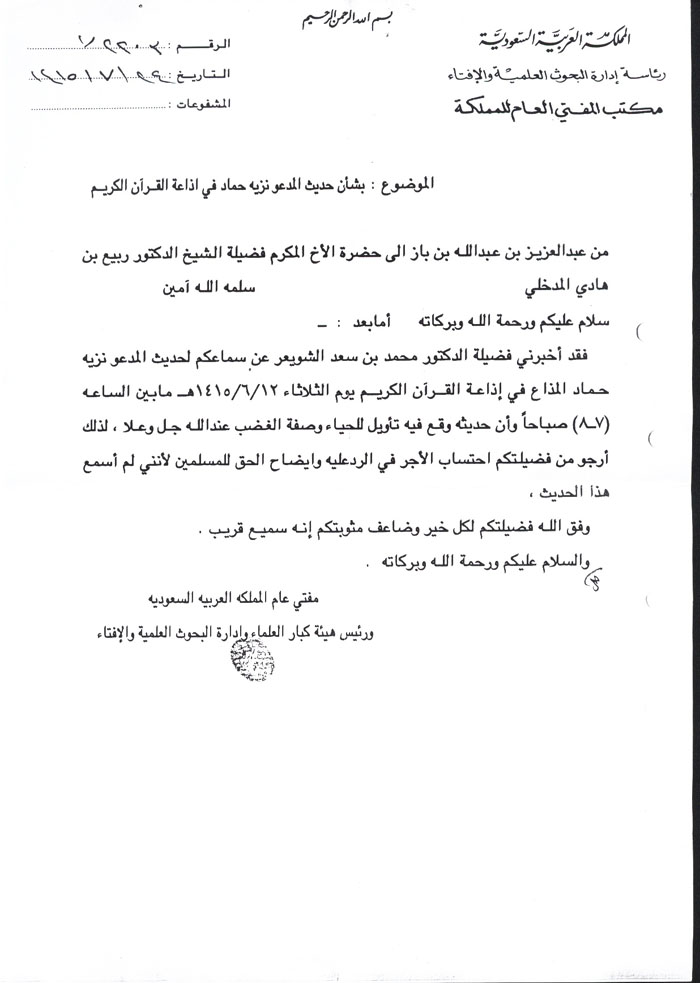 بسم الله الرحمن الرحيم
المملكة العربية السعودية
رئاسة إدارة البحوث العلمية والإفتاء
مكتب المفتي العام للمملكة
الرقم :
التاريخ :
المشفوعات :
الموضوع : بشأن حديث المدعو نزيه حماد في اذاعة القرآن الكريم
من عبدالعزيز بن عبدالله بن باز الى حضرة الأخ المكرم فضيلة الشيخ الدكتور ربيع بن
هادي المدخلي سلمه الله آمين
سلام عليكم ورحمة الله وبركاته أمابعد : ــ
فقد أخبرني فضيلة الدكتور محمد بن سعد الشويعر عن سماعكم لحديث المدعو نزيه
حماد المذاع في إذاعة القرآن الكريم يوم الثلاثاء ١٤١٥/٦/١٢هـ مابين الساعه
(٧ـ٨) صباحاً وأن حديثه وقع فيه تأويل للحياء وصفة الغضب عندالله جل وعلا ، لذلك
أرجو من فضيلتكم احتساب الأجر في الردعليه وايضاح الحق للمسلمين لأنني لم أسمع
هذا الحديث ،
وفق الله فضيلتكم لكل خير وضاعف مثوبتكم إنه سميع قريب .
والسلام عليكم ورحمة الله وبركاته .
مفتي عام المملكه العربيه السعوديه
ورئيس هيئة كبار العلماء وإدارة البحوث العلمية والإفتاء